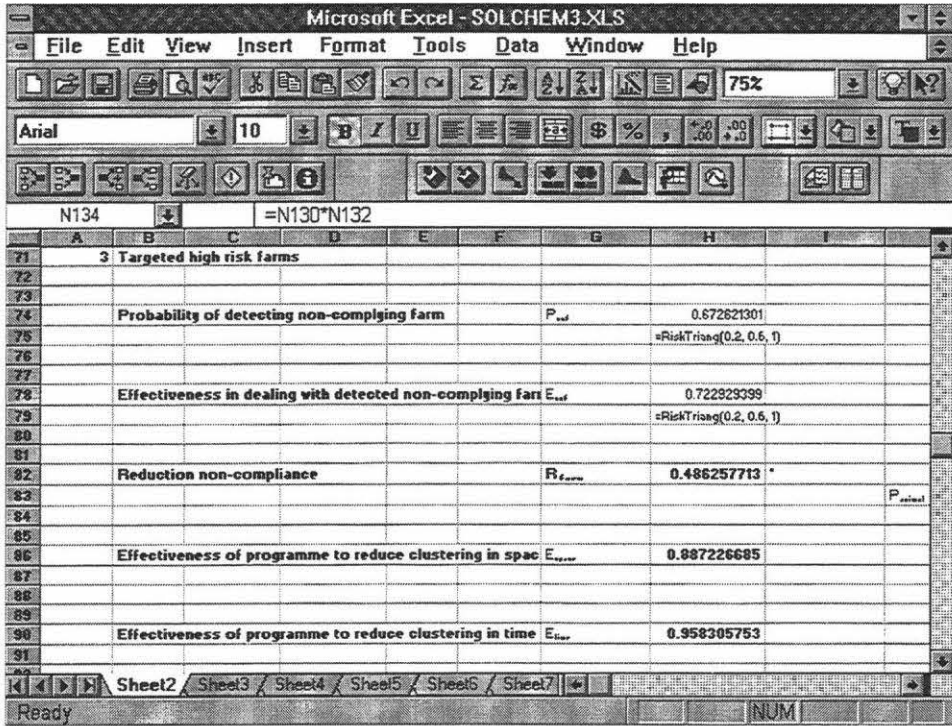 Microsoft Excel - SOLCHEM3.XLS
File Edit View Insert Format Tools Data Window Help
75%
Arial 10 B I U $ % ,
N134 =N130*N132
A B C D E F G H I
71 3 Targeted high risk farms
72
73
74 Probability of detecting non-complying farm P 0.672621301
75 =RiskTriang(0.2, 0.6, 1)
76
77
78 Effectiveness in dealing with detected non-complying farı E 0.722929399
79 =RiskTriang(0.2, 0.6, 1)
80
81
82 Reduction non-compliance R 0.486257713 *
83 P animal
84
85
86 Effectiveness of programme to reduce clustering in spac E 0.887226685
87
88
89
90 Effectiveness of programme to reduce clustering in time E time 0.958305753
91
Sheet2 Sheet3 Sheet4 Sheet5 Sheet6 Sheet7
Ready NUM